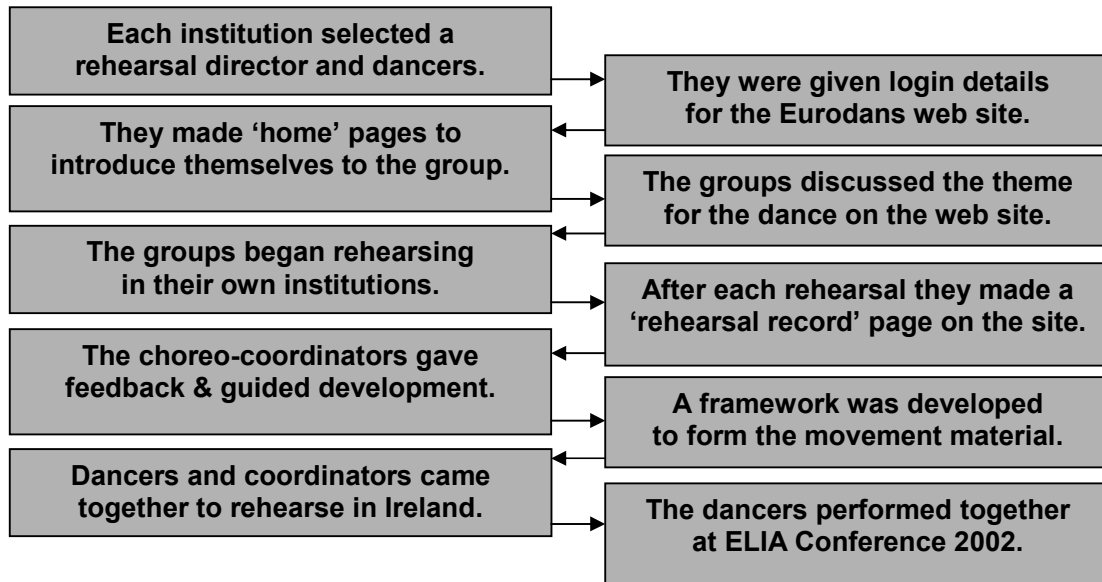 Each institution selected a
rehearsal director and dancers.
They were given login details
for the Eurodans web site.
They made ‘home’ pages to
introduce themselves to the group.
The groups discussed the theme
for the dance on the web site.
The groups began rehearsing
in their own institutions.
After each rehearsal they made a
‘rehearsal record’ page on the site.
The choreo-coordinators gave
feedback & guided development.
A framework was developed
to form the movement material.
Dancers and coordinators came
together to rehearse in Ireland.
The dancers performed together
at ELIA Conference 2002.